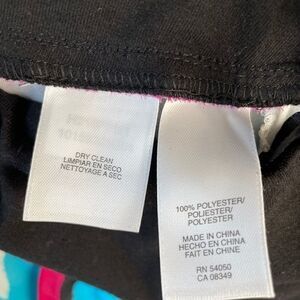 DRY CLEAN
LIMPIAR EN SECO
NETTOYAGE A SEC
100% POLYESTER/
POLIESTER/
POLYESTER
MADE IN CHINA
HECHO EN CHINA
FAIT EN CHINE
RN 54050
CA 08349